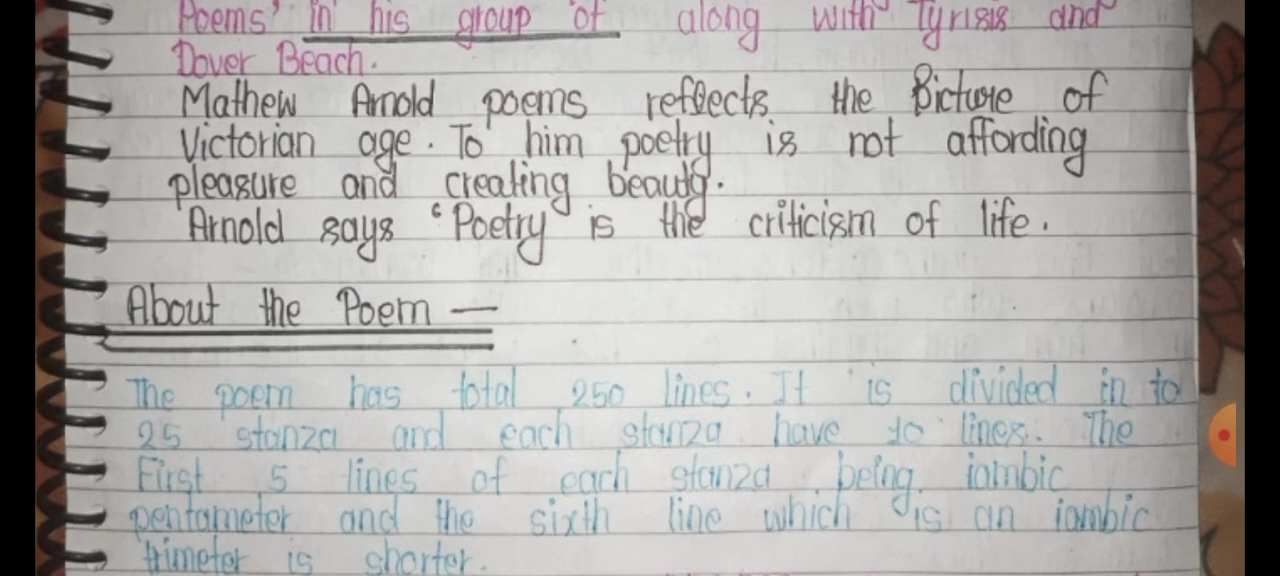 Poems' in his group of along with Tyrisis and
Dover Beach.
Mathew Arnold poems reflects the Bicture of
Victorian age. To him poetry is not affording
pleasure and creating beauty.
Arnold says 'Poetry is the criticism of life.
About the Poem —
The poem has total 250 lines. It is divided in to
25 stanza and each stanza have 10 lines. The
First 5 lines of each stanza being iambic
pentameter and the sixth line which is an iambic
trimeter is shorter.